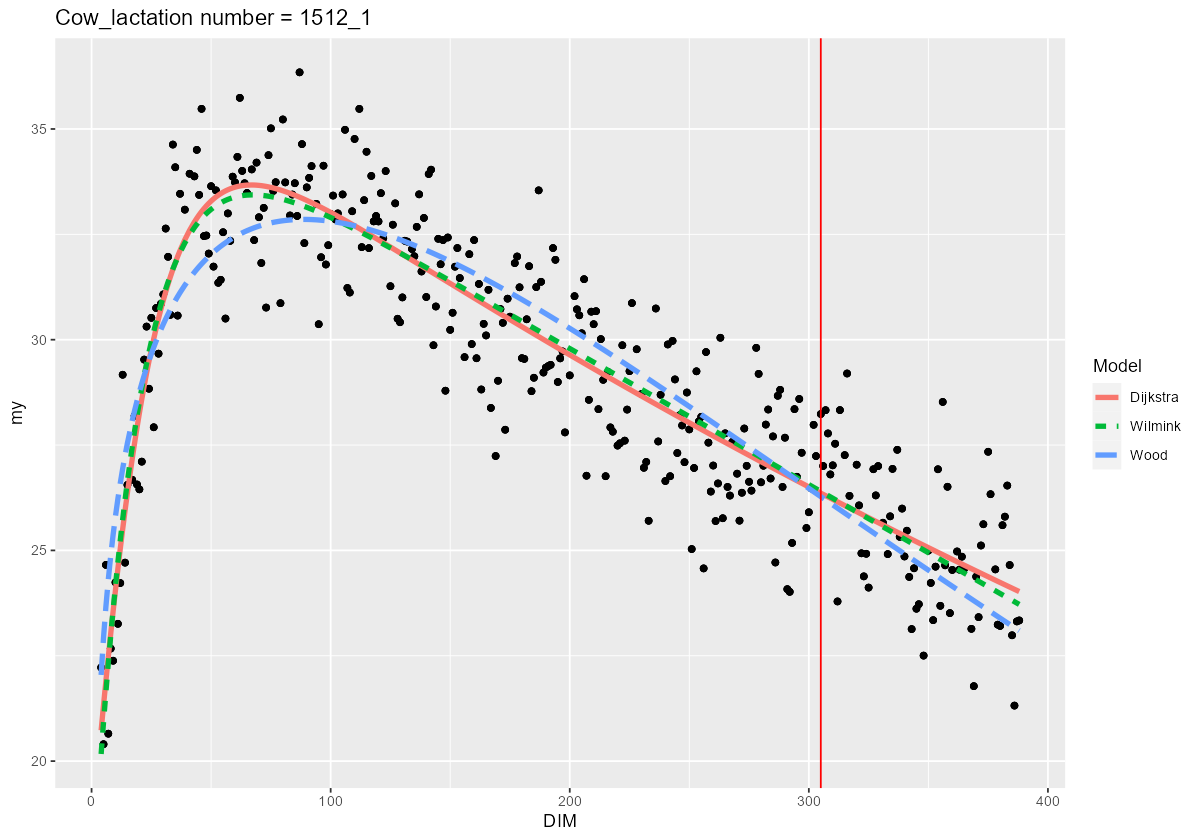 Cow_lactation number = 1512_1
my
35
30
25
20
0 100 200 300 400
DIM
Model
Dijkstra
Wilmink
Wood